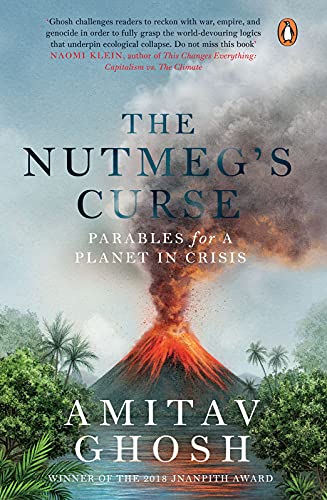 'Ghosh challenges readers to reckon with war, empire, and
genocide in order to fully grasp the world-devouring logics
that underpin ecological collapse. Do not miss this book'
NAOMI KLEIN, author of This Changes Everything:
Capitalism vs. The Climate
THE
NUTMEG'S
CURSE
PARABLES for A
PLANET IN CRISIS
AMITAV
GHOSH
WINNER OF THE 2018 JNANPITH AWARD